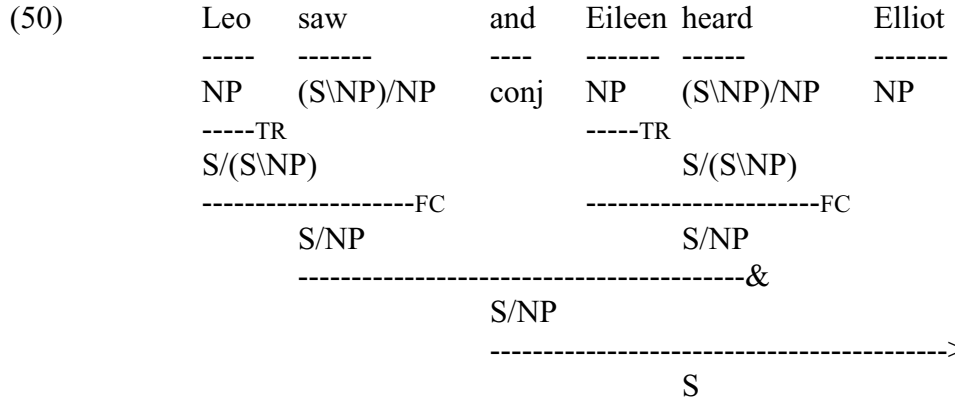 (50) Leo saw and Eileen heard Elliot
----- ------- ---- ------- ------ -------
NP (S\NP)/NP conj NP (S\NP)/NP NP
-----TR -----TR
S/(S\NP) S/(S\NP)
--------------------FC ----------------------FC
S/NP S/NP
------------------------------------------&
S/NP
------------------------------------------->
S